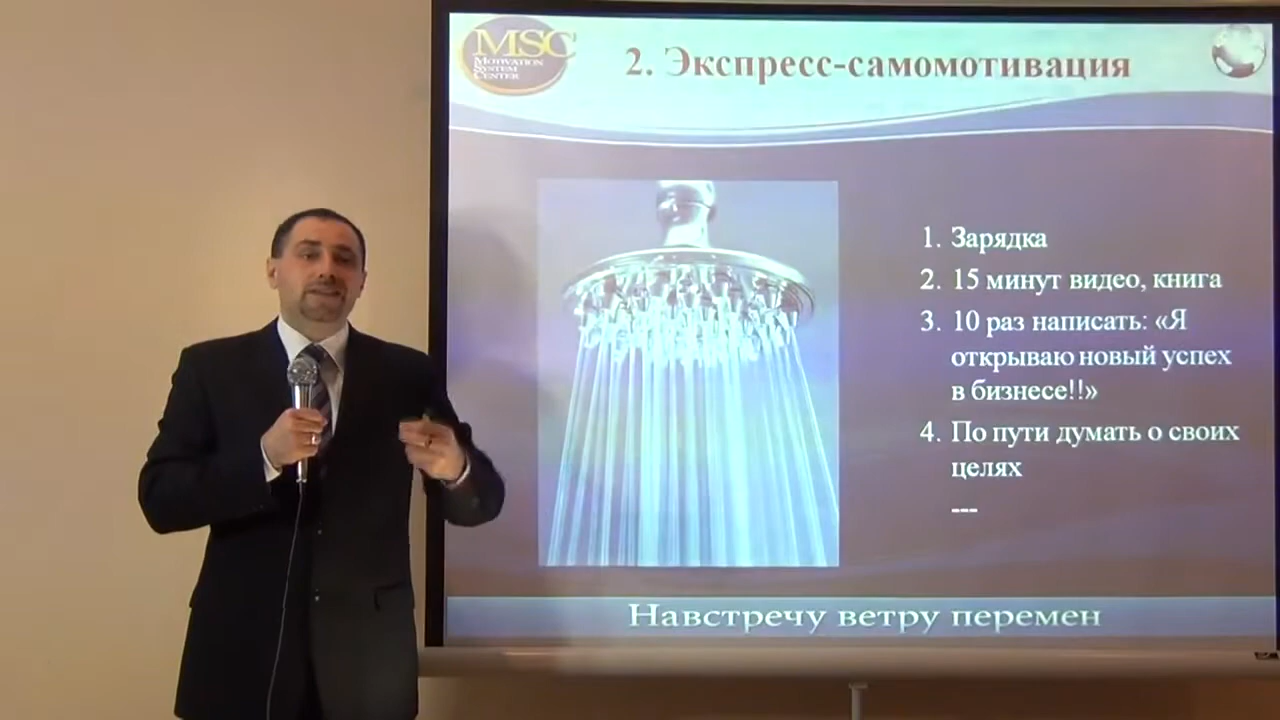 MSC
MOTIVATION
SYSTEM
CENTER
2. Экспресс-самомотивация
1. Зарядка
2. 15 минут видео, книга
3. 10 раз написать: «Я
открываю новый успех
в бизнесе!!»
4. По пути думать о своих
целях
---
Навстречу ветру перемен